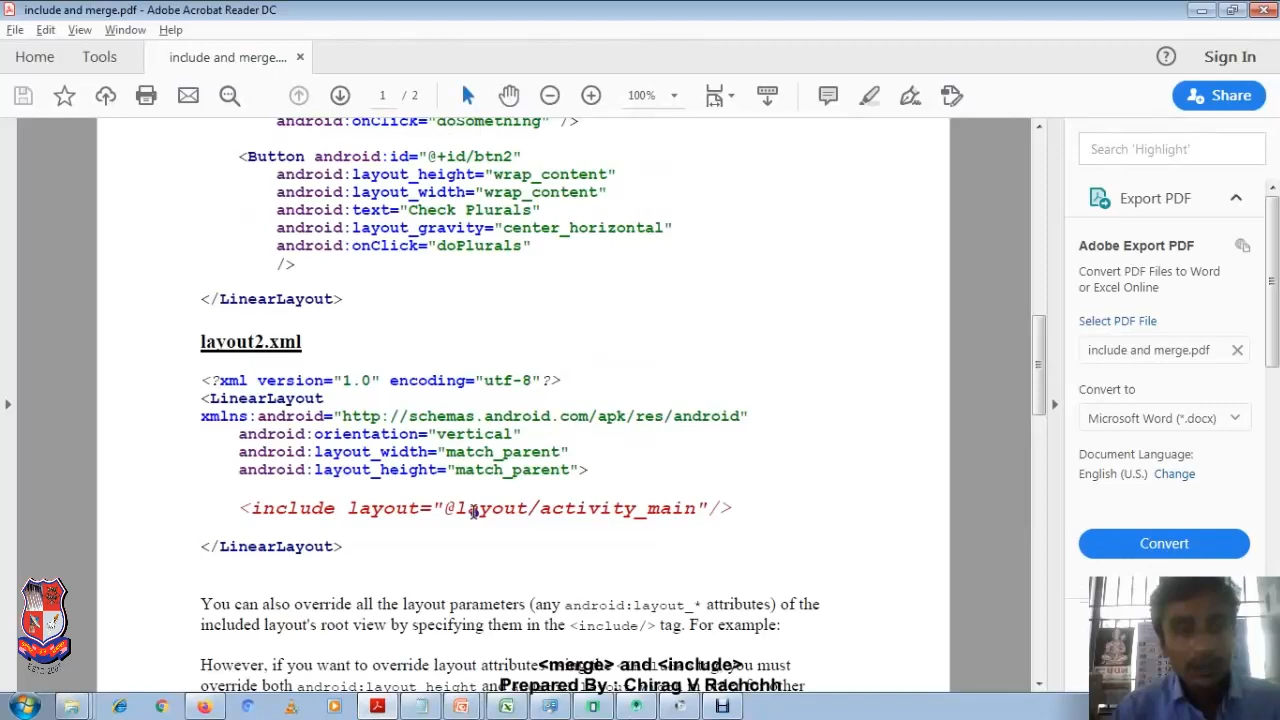 include and merge.pdf - Adobe Acrobat Reader DC
File Edit View Window Help
Home Tools include and merge.... × Sign In
1 / 2 100% Share
android:onClick="doSomething" />
<Button android:id="@+id/btn2"
android:layout_height="wrap_content"
android:layout_width="wrap_content"
android:text="Check Plurals"
android:layout_gravity="center_horizontal"
android:onClick="doPlurals"
/>
</LinearLayout>
layout2.xml
<?xml version="1.0" encoding="utf-8"?>
<LinearLayout
xmlns:android="http://schemas.android.com/apk/res/android"
android:orientation="vertical"
android:layout_width="match_parent"
android:layout_height="match_parent">
<include layout="@layout/activity_main"/>
</LinearLayout>
You can also override all the layout parameters (any android:layout_* attributes) of the
included layout's root view by specifying them in the <include/> tag. For example:
However, if you want to override layout attribute you must
override both android:layout_height and
<merge> and <include>
Prepared By : Chirag V Rachchh
Search 'Highlight'
Export PDF
Adobe Export PDF
Convert PDF Files to Word
or Excel Online
Select PDF File
include and merge.pdf
Convert to
Microsoft Word (*.docx)
Document Language:
English (U.S.) Change
Convert